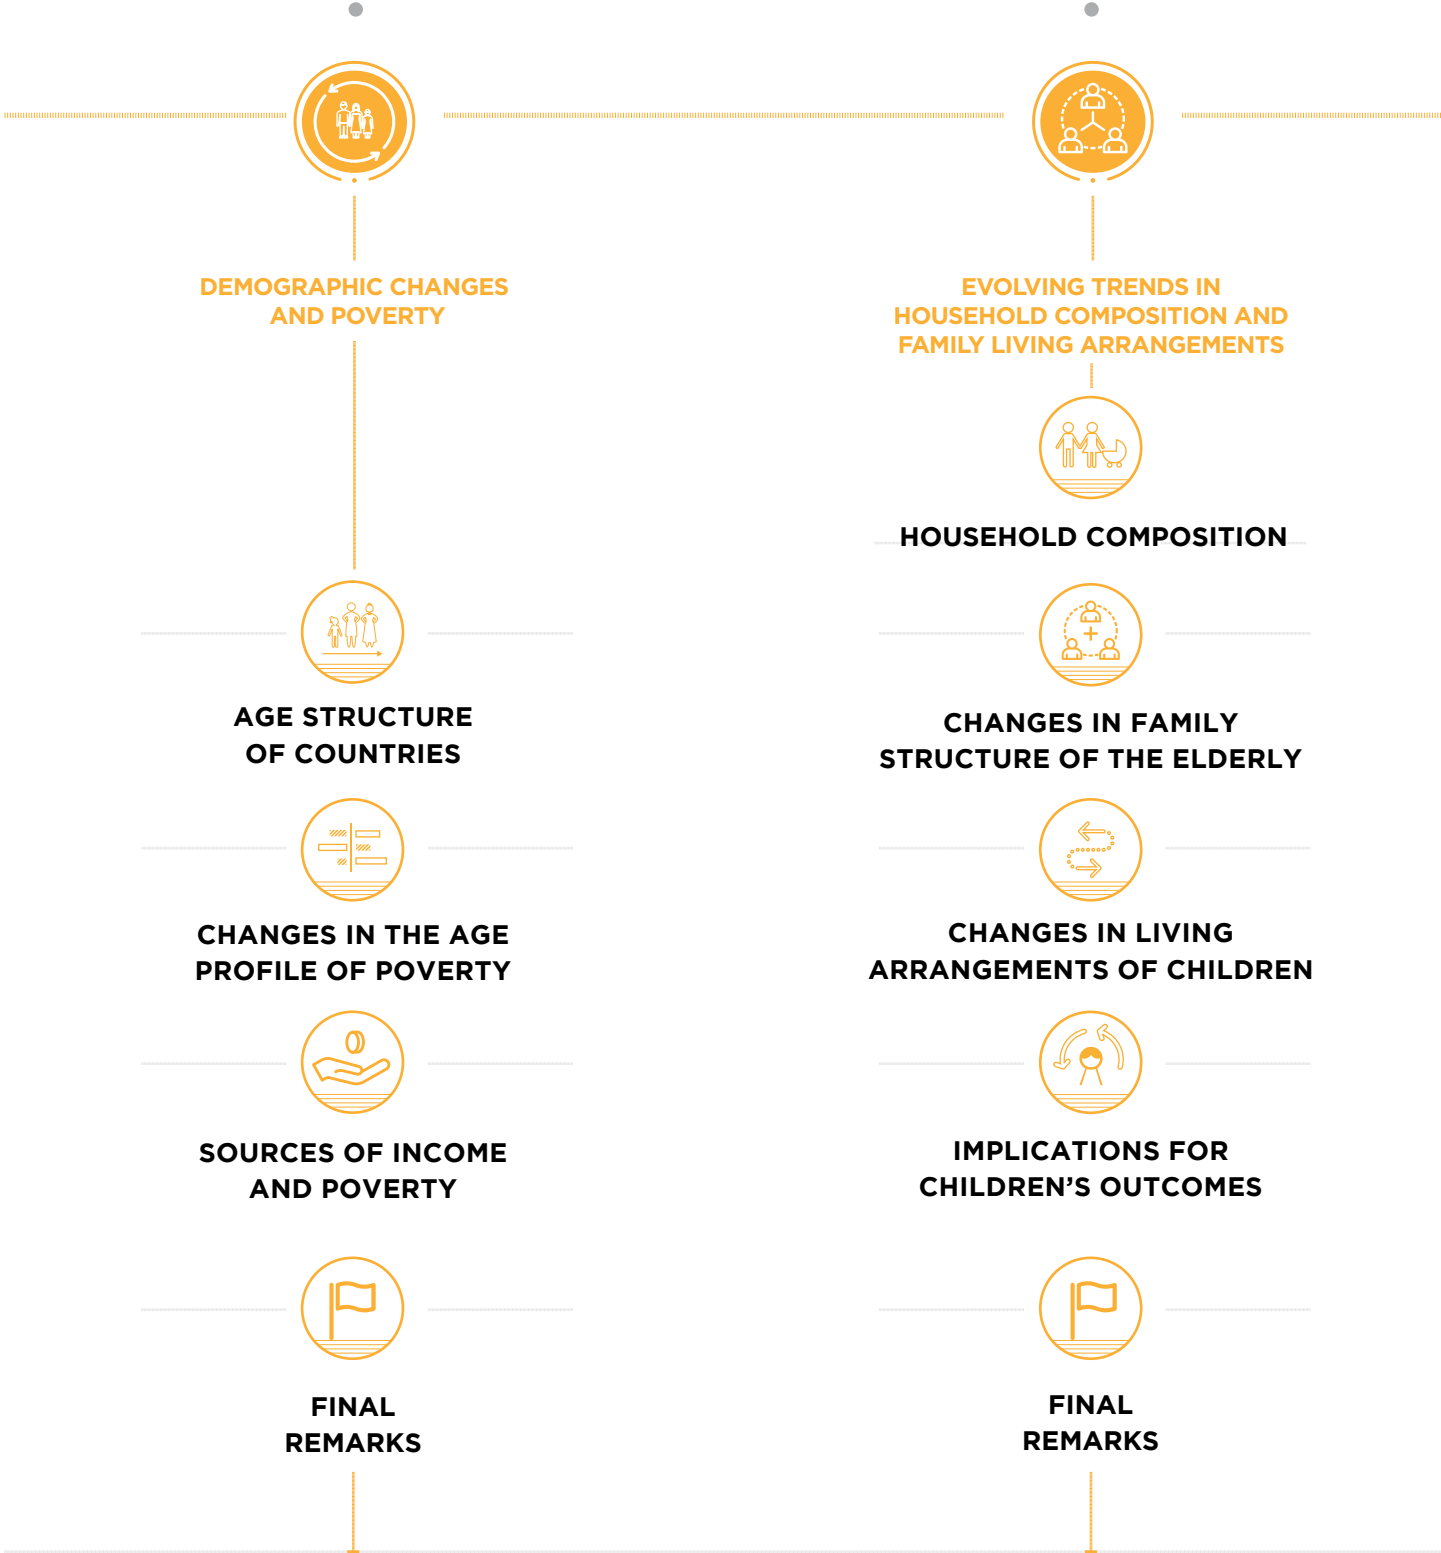 DEMOGRAPHIC CHANGES
AND POVERTY
AGE STRUCTURE
OF COUNTRIES
CHANGES IN THE AGE
PROFILE OF POVERTY
SOURCES OF INCOME
AND POVERTY
FINAL
REMARKS
EVOLVING TRENDS IN
HOUSEHOLD COMPOSITION AND
FAMILY LIVING ARRANGEMENTS
HOUSEHOLD COMPOSITION
CHANGES IN FAMILY
STRUCTURE OF THE ELDERLY
CHANGES IN LIVING
ARRANGEMENTS OF CHILDREN
IMPLICATIONS FOR
CHILDREN’S OUTCOMES
FINAL
REMARKS